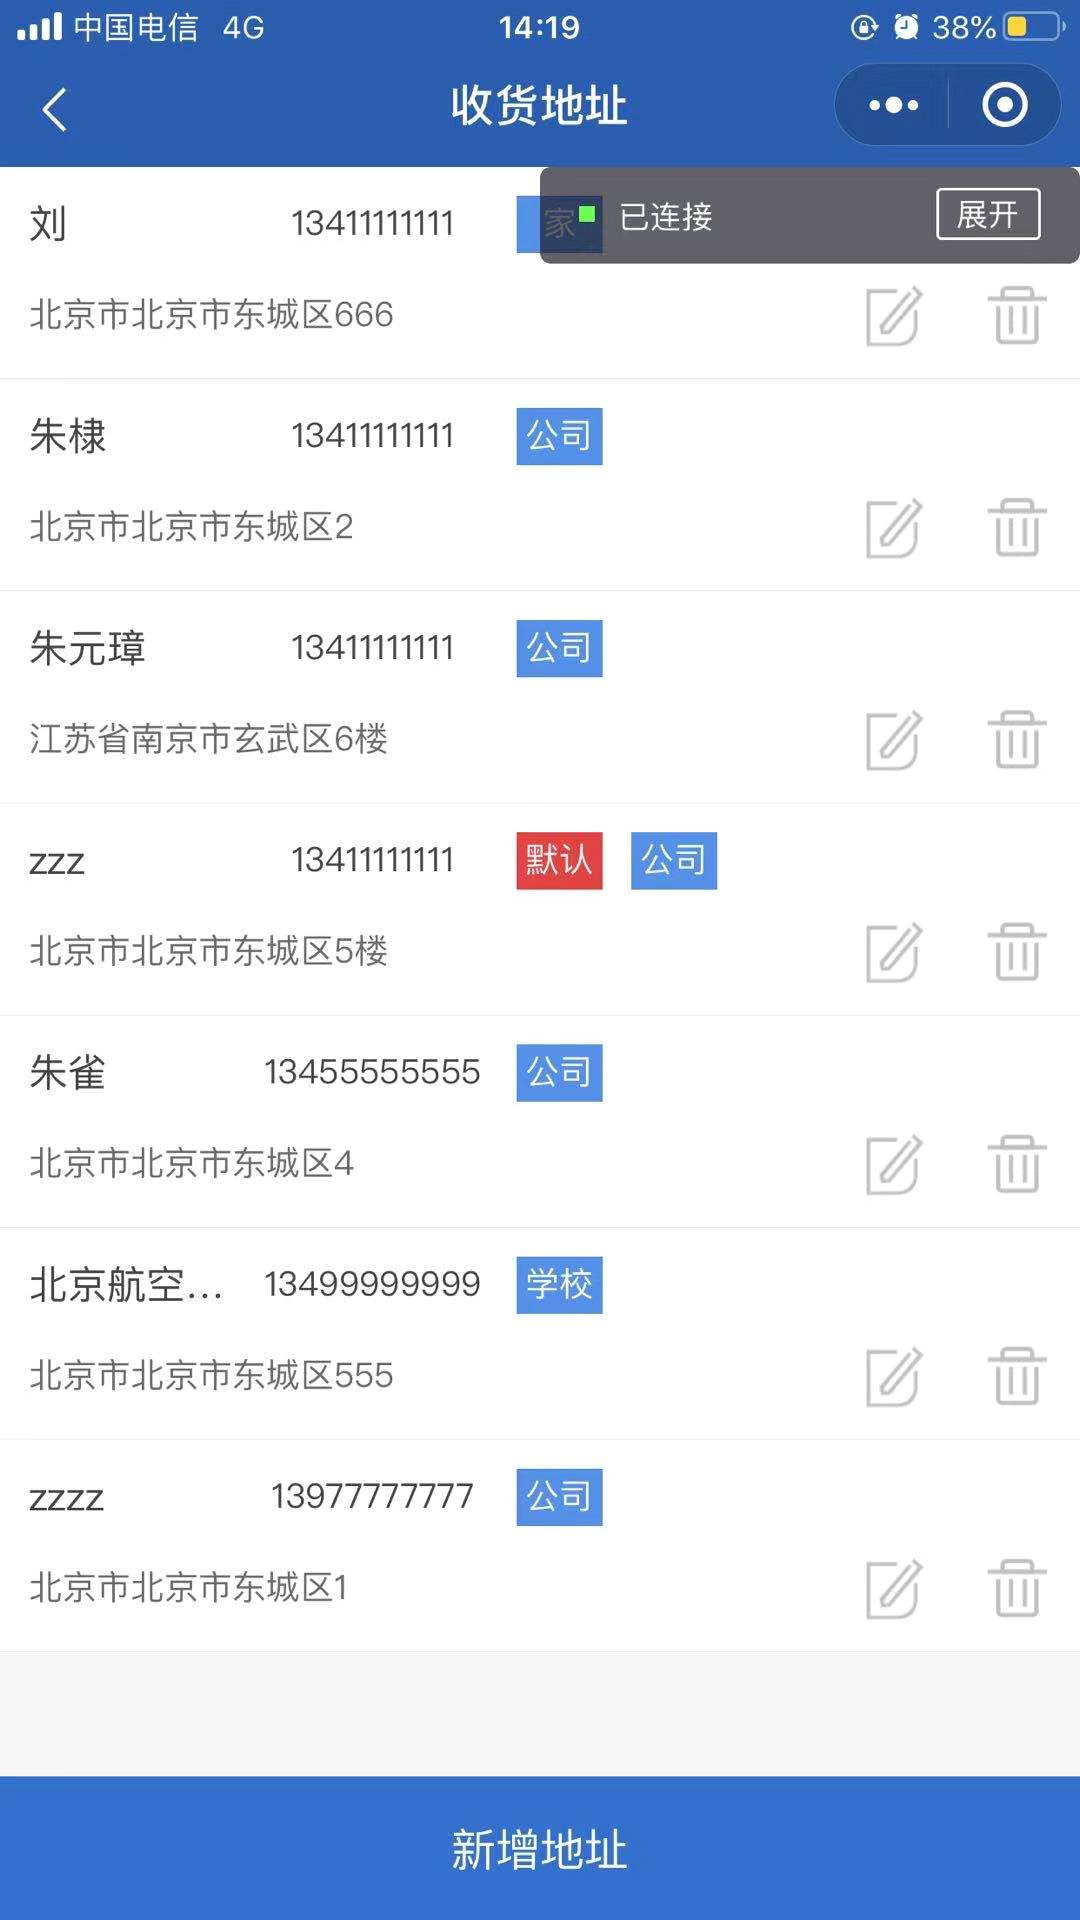 中国电信 4G 14:19 38%
收货地址
刘 13411111111 家 已连接 展开
北京市北京市东城区666
朱棣 13411111111 公司
北京市北京市东城区2
朱元璋 13411111111 公司
江苏省南京市玄武区6楼
zzz 13411111111 默认 公司
北京市北京市东城区5楼
朱雀 13455555555 公司
北京市北京市东城区4
北京航空... 13499999999 学校
北京市北京市东城区555
zzzz 13977777777 公司
北京市北京市东城区1
新增地址